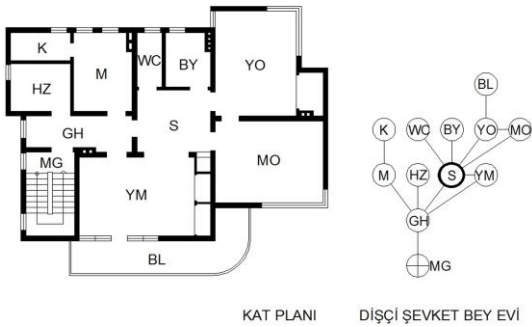 K
M
WC
BY
YO
HZ
GH
S
MG
MO
YM
BL
BL
K
WC
BY
YO
MO
M
HZ
S
YM
GH
MG
KAT PLANI
DİŞÇİ ŞEVKET BEY EVİ